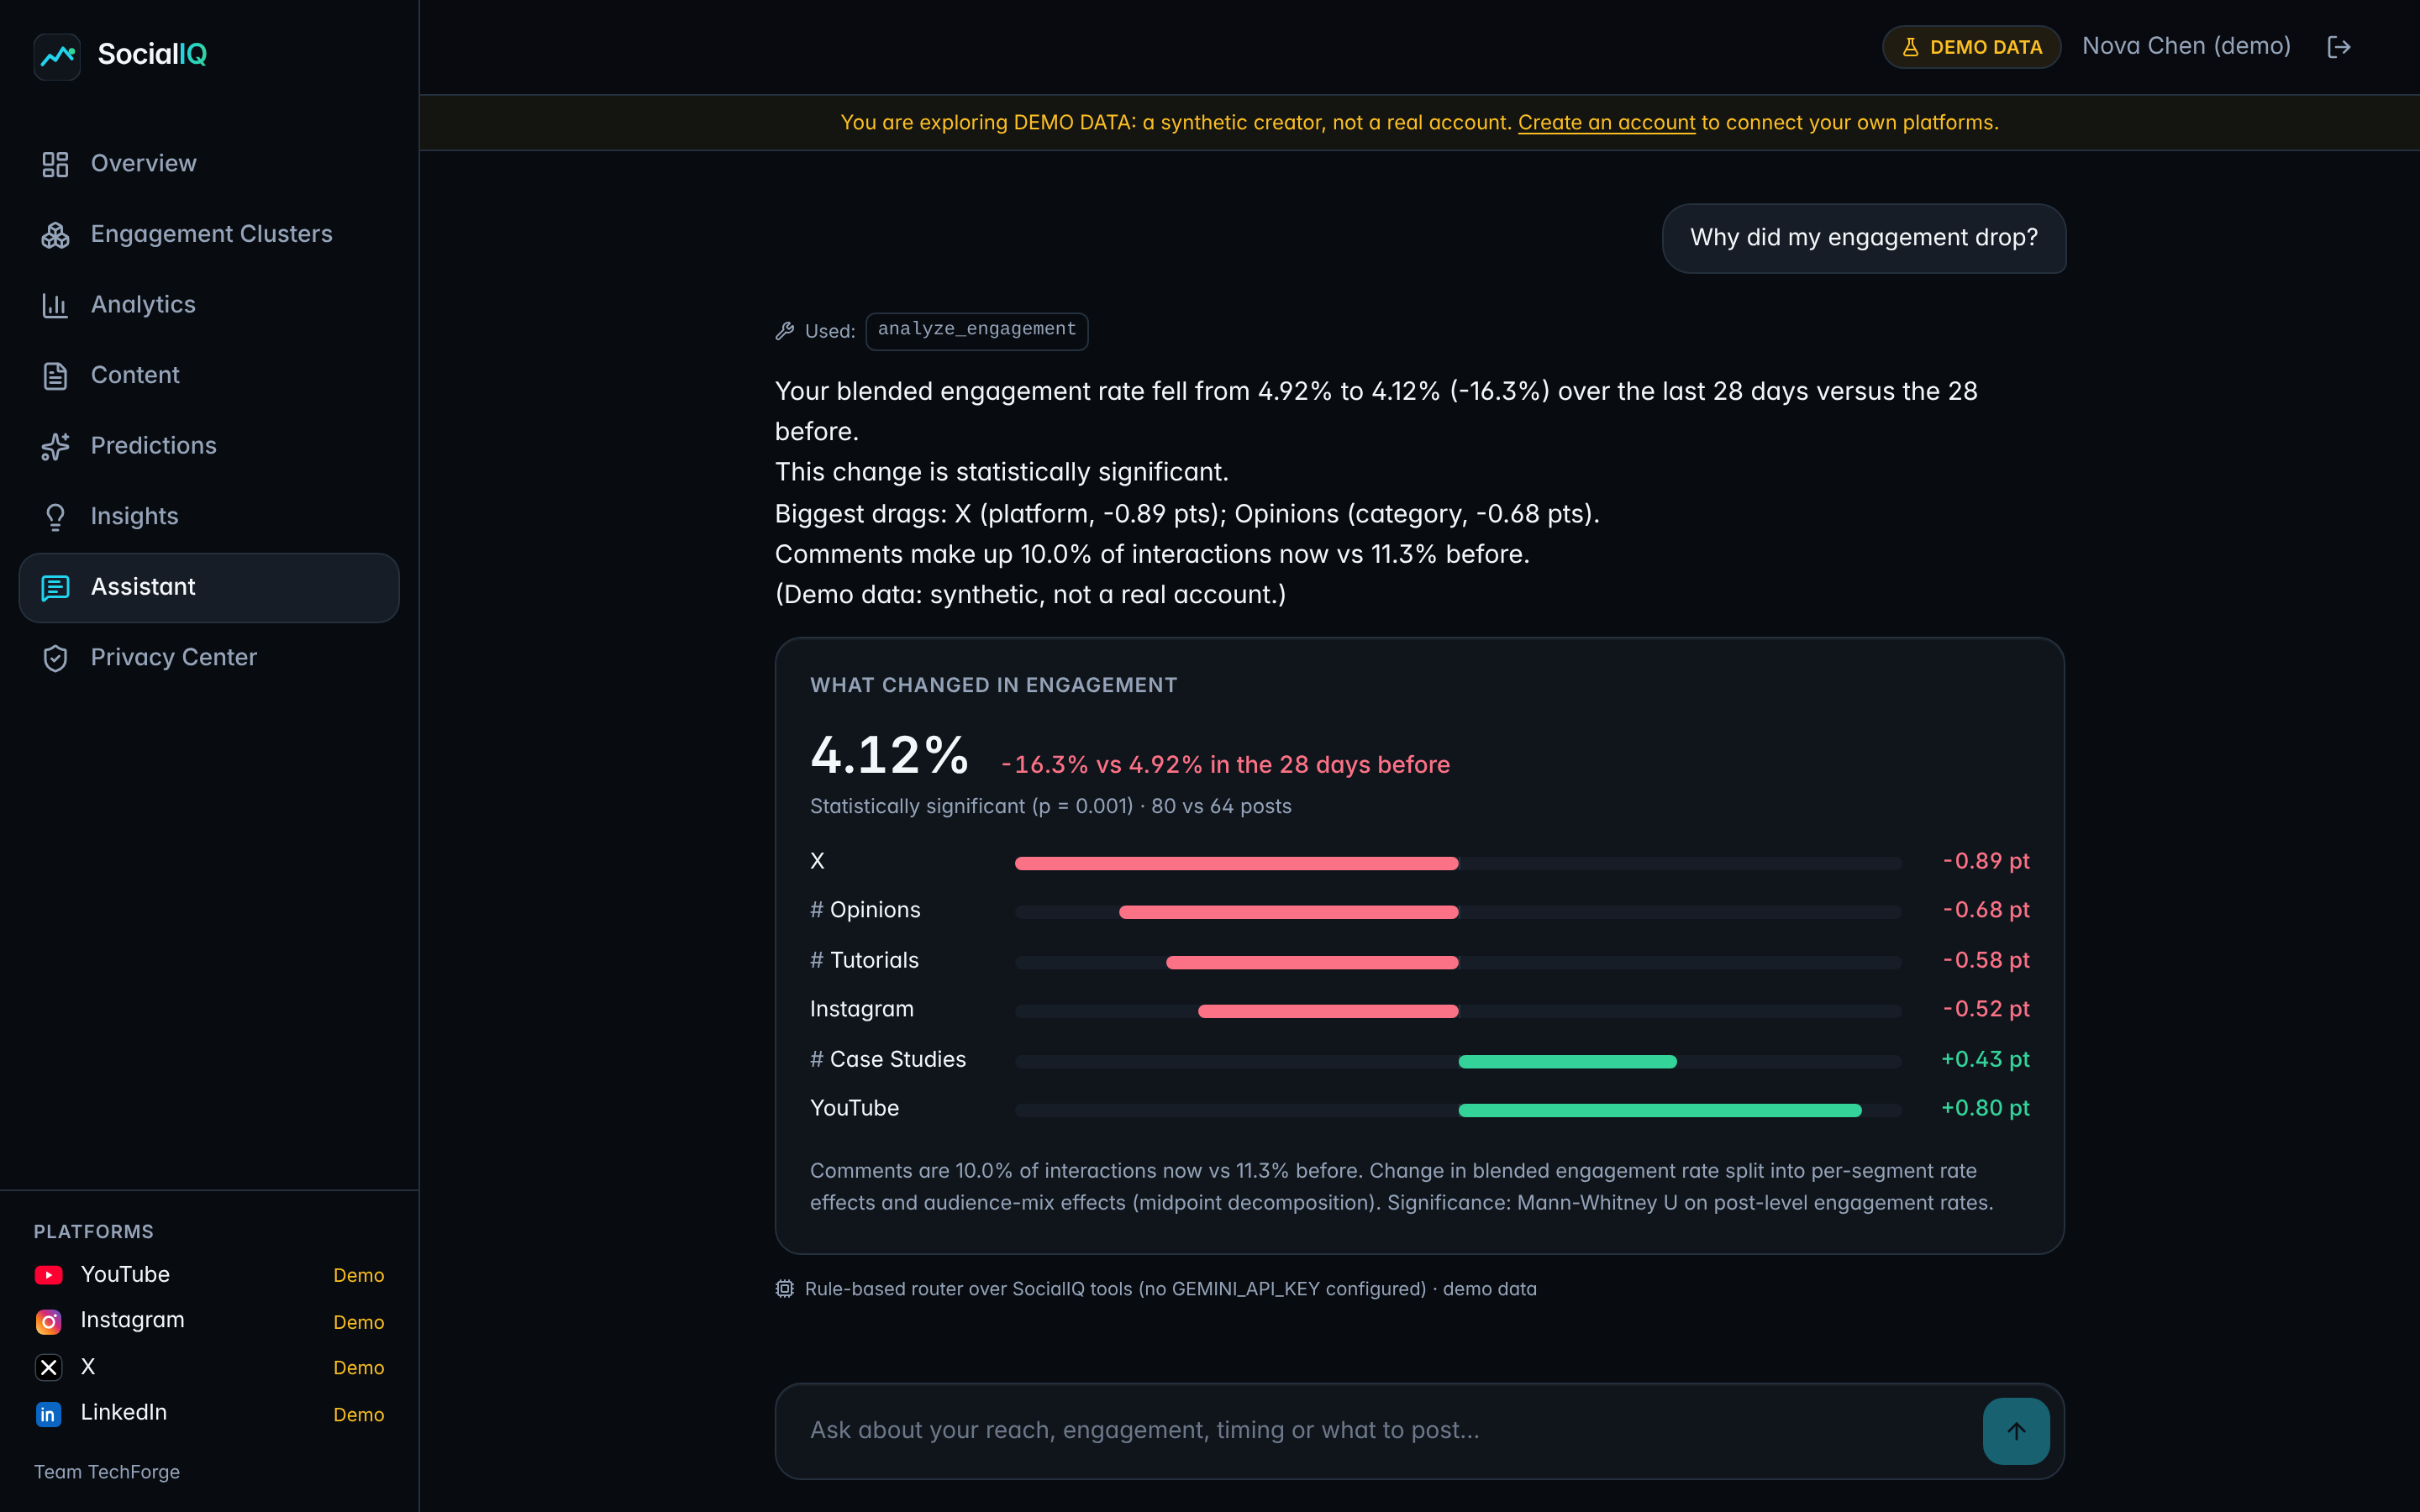 SocialIQ
DEMO DATA
Nova Chen (demo)
You are exploring DEMO DATA: a synthetic creator, not a real account. Create an account to connect your own platforms.
Overview
Engagement Clusters
Analytics
Content
Predictions
Insights
Assistant
Privacy Center
Why did my engagement drop?
Used: analyze_engagement
Your blended engagement rate fell from 4.92% to 4.12% (-16.3%) over the last 28 days versus the 28
before.
This change is statistically significant.
Biggest drags: X (platform, -0.89 pts); Opinions (category, -0.68 pts).
Comments make up 10.0% of interactions now vs 11.3% before.
(Demo data: synthetic, not a real account.)
WHAT CHANGED IN ENGAGEMENT
4.12% -16.3% vs 4.92% in the 28 days before
Statistically significant (p = 0.001) · 80 vs 64 posts
X -0.89 pt
# Opinions -0.68 pt
# Tutorials -0.58 pt
Instagram -0.52 pt
# Case Studies +0.43 pt
YouTube +0.80 pt
Comments are 10.0% of interactions now vs 11.3% before. Change in blended engagement rate split into per-segment rate
effects and audience-mix effects (midpoint decomposition). Significance: Mann-Whitney U on post-level engagement rates.
Rule-based router over SocialIQ tools (no GEMINI_API_KEY configured) · demo data
Ask about your reach, engagement, timing or what to post...
PLATFORMS
YouTube Demo
Instagram Demo
X Demo
in LinkedIn Demo
Team TechForge